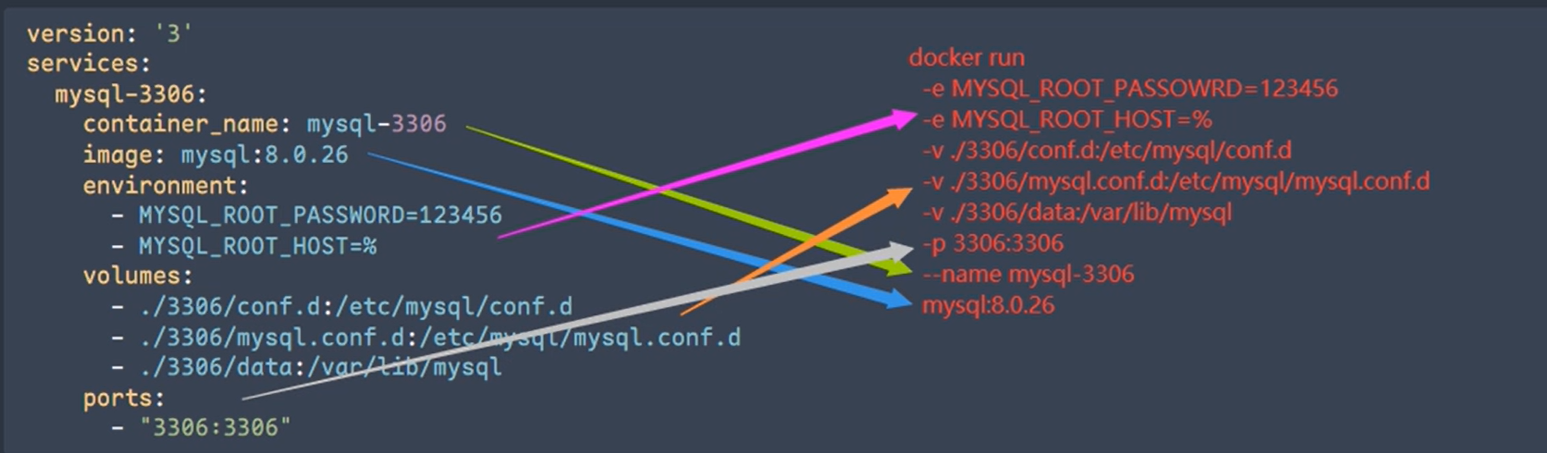 version: '3'
services:
  mysql-3306:
    container_name: mysql-3306
    image: mysql:8.0.26
    environment:
      - MYSQL_ROOT_PASSWORD=123456
      - MYSQL_ROOT_HOST=%
    volumes:
      - ./3306/conf.d:/etc/mysql/conf.d
      - ./3306/mysql.conf.d:/etc/mysql/mysql.conf.d
      - ./3306/data:/var/lib/mysql
    ports:
      - "3306:3306"
docker run
  -e MYSQL_ROOT_PASSOWRD=123456
  -e MYSQL_ROOT_HOST=%
  -v ./3306/conf.d:/etc/mysql/conf.d
  -v ./3306/mysql.conf.d:/etc/mysql/mysql.conf.d
  -v ./3306/data:/var/lib/mysql
  -p 3306:3306
  --name mysql-3306
  mysql:8.0.26